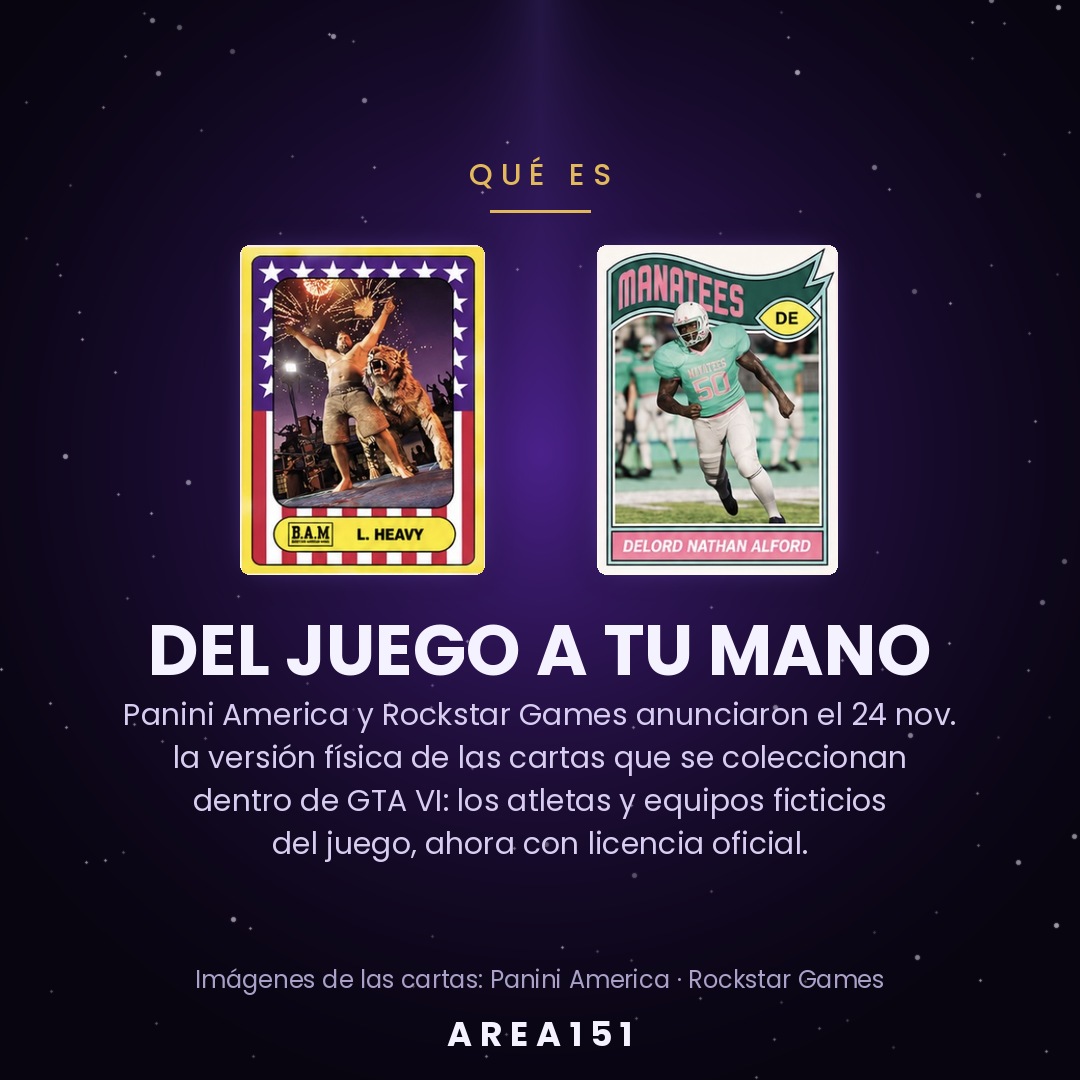 QUÉ ES
B.A.M
L. HEAVY
MANATEES
DE
MANATEES
50
DELORD NATHAN ALFORD
DEL JUEGO A TU MANO
Panini America y Rockstar Games anunciaron el 24 nov.
la versión física de las cartas que se coleccionan
dentro de GTA VI: los atletas y equipos ficticios
del juego, ahora con licencia oficial.
Imágenes de las cartas: Panini America · Rockstar Games
AREA151